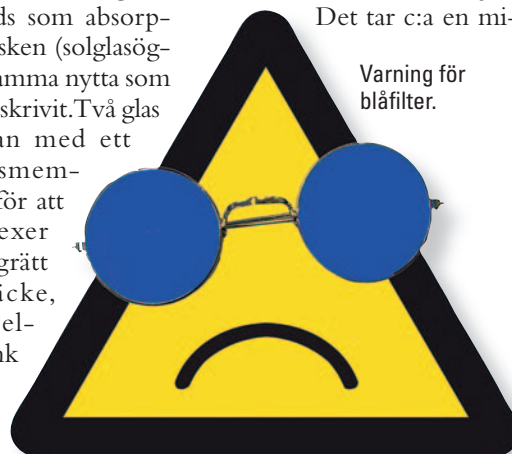 ds som absorp-
sken (solglasög-
amma nytta som
skrivit. Två glas
an med ett
smem-
för att
exer
grätt
icke,
el-
nk
Det tar c:a en mi-
Varning för
blåfilter.